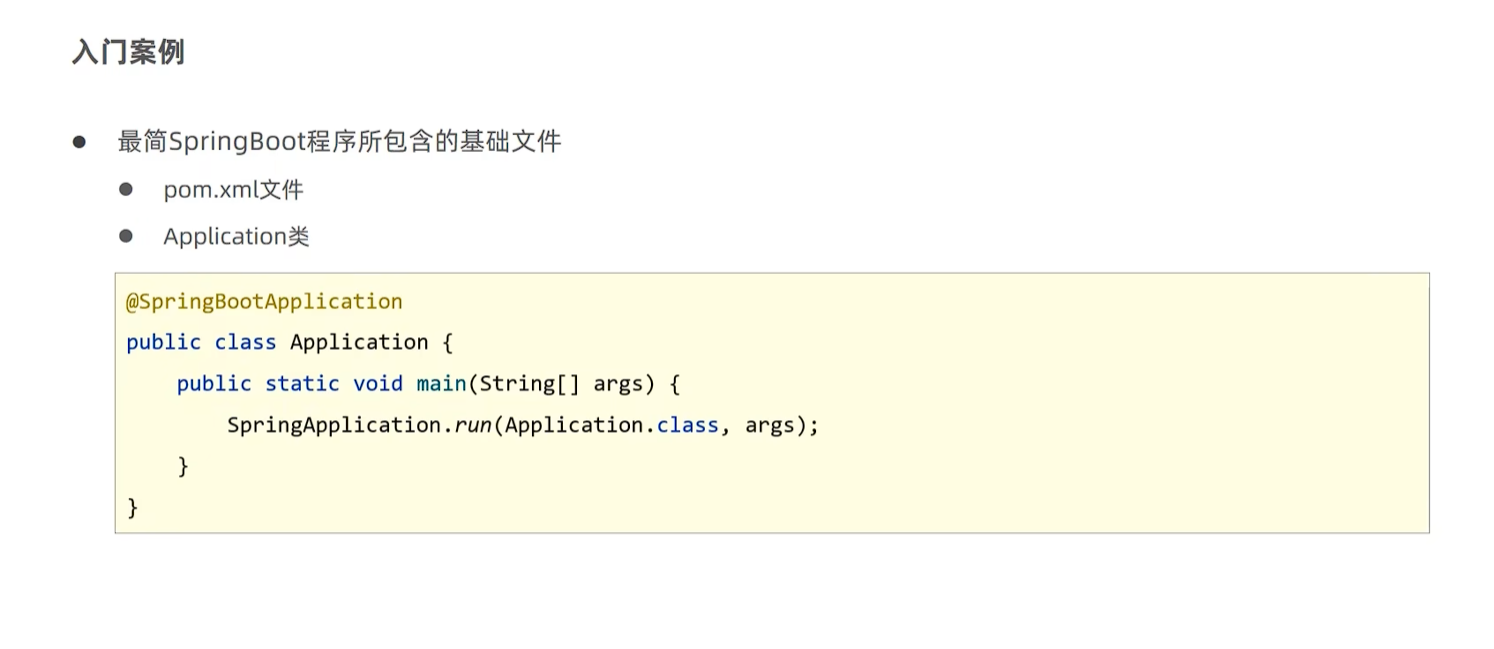 入门案例
最简SpringBoot程序所包含的基础文件
pom.xml文件
Application类
@SpringBootApplication
public class Application {
    public static void main(String[] args) {
        SpringApplication.run(Application.class, args);
    }
}